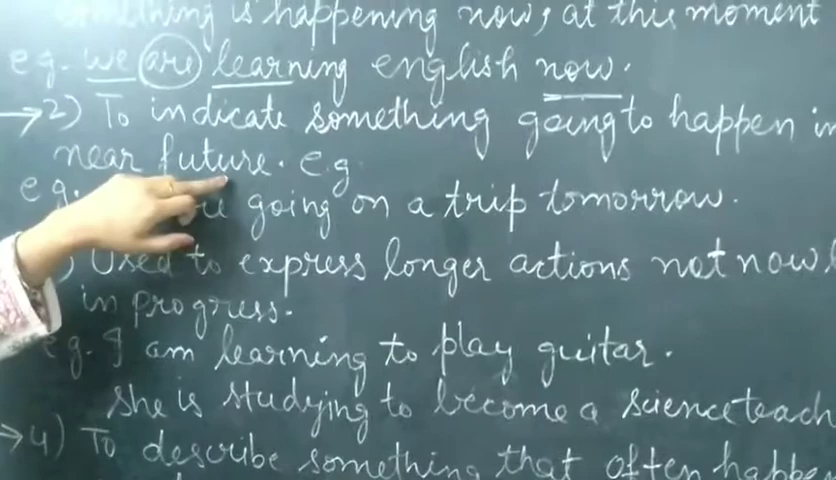 something is happening now, at this moment
e.g. we are learning english now.
→2) To indicate something going to happen in
near future. e.g
e.g. going on a trip tomorrow.
) Used to express longer actions not now
in progress.
e.g. I am learning to play guitar.
she is studying to become a science teach
→4) To describe something that often happen